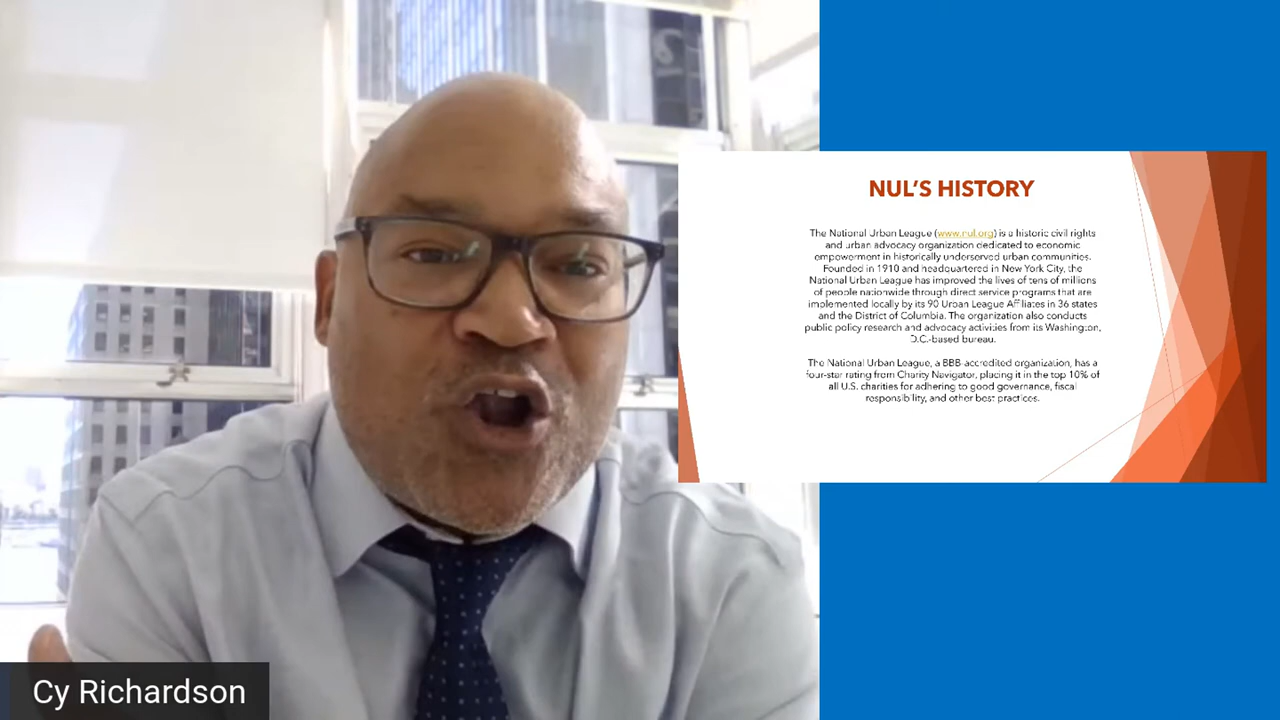 NUL'S HISTORY
The National Urban League (www.nul.org) is a historic civil rights
and urban advocacy organization dedicated to economic
empowerment in historically underserved urban communities.
Founded in 1910 and headquartered in New York City, the
National Urban League has improved the lives of tens of millions
of people nationwide through direct service programs that are
implemented locally by its 90 Urban League Affiliates in 36 states
and the District of Columbia. The organization also conducts
public policy research and advocacy activities from its Washington,
D.C.-based bureau.
The National Urban League, a BBB-accredited organization, has a
four-star rating from Charity Navigator, placing it in the top 10% of
all U.S. charities for adhering to good governance, fiscal
responsibility, and other best practices.
Cy Richardson